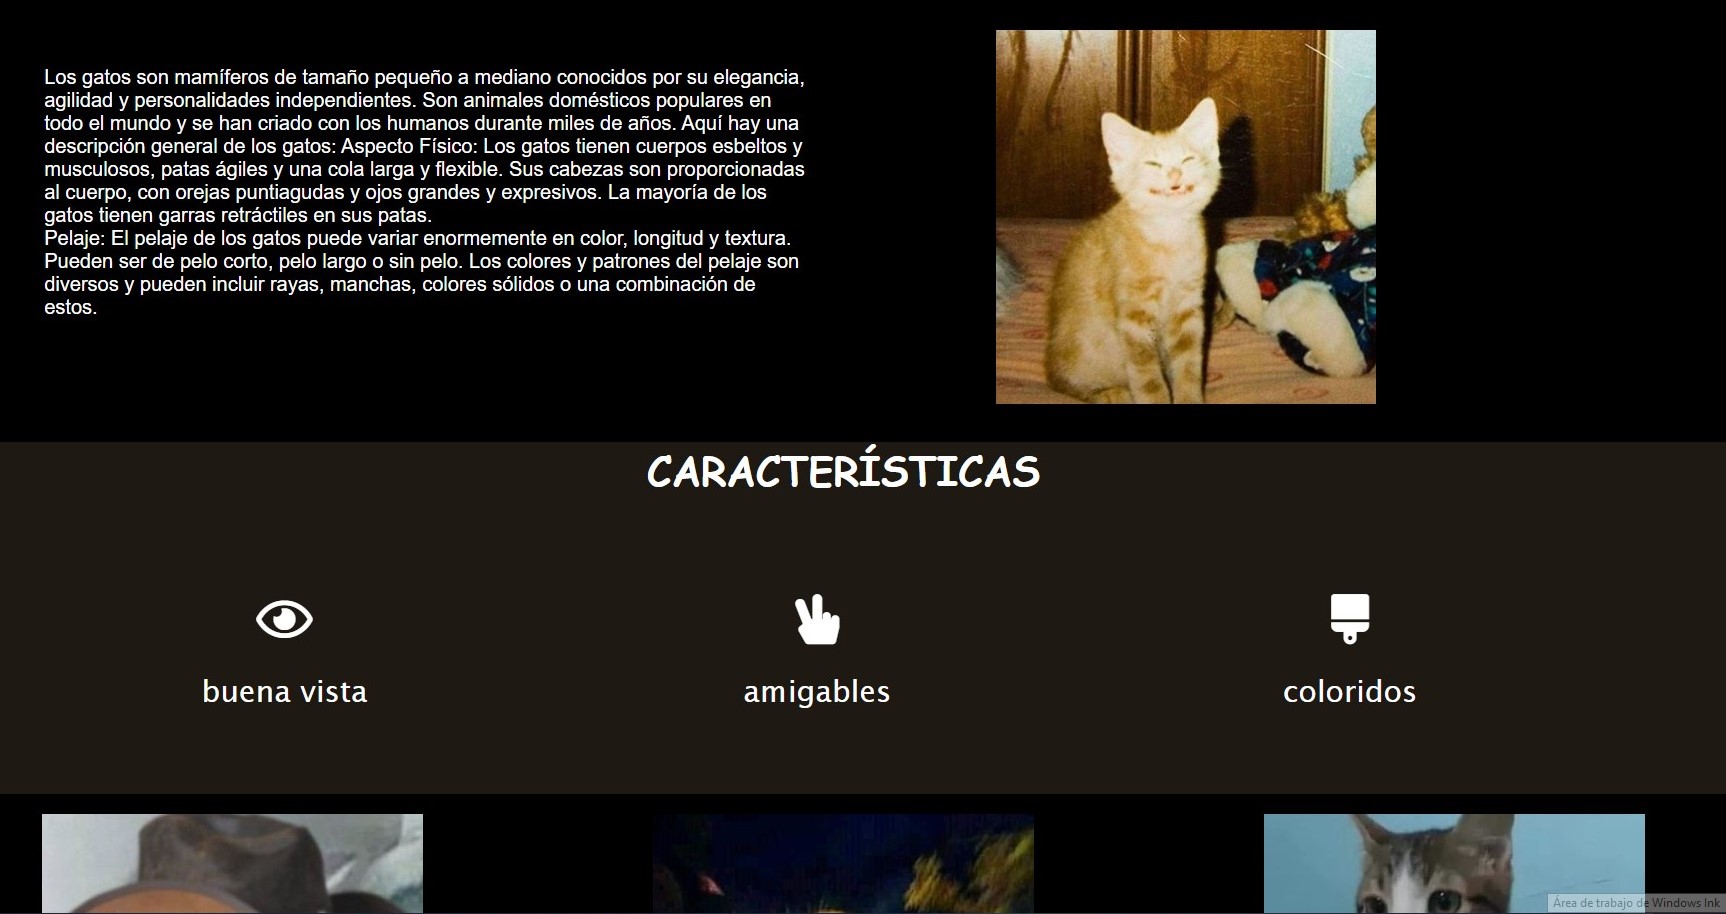 Los gatos son mamíferos de tamaño pequeño a mediano conocidos por su elegancia,
agilidad y personalidades independientes. Son animales domésticos populares en
todo el mundo y se han criado con los humanos durante miles de años. Aquí hay una
descripción general de los gatos: Aspecto Físico: Los gatos tienen cuerpos esbeltos y
musculosos, patas ágiles y una cola larga y flexible. Sus cabezas son proporcionadas
al cuerpo, con orejas puntiagudas y ojos grandes y expresivos. La mayoría de los
gatos tienen garras retráctiles en sus patas.
Pelaje: El pelaje de los gatos puede variar enormemente en color, longitud y textura.
Pueden ser de pelo corto, pelo largo o sin pelo. Los colores y patrones del pelaje son
diversos y pueden incluir rayas, manchas, colores sólidos o una combinación de
estos.
CARACTERÍSTICAS
buena vista
amigables
coloridos
Área de trabajo de Windows Ink